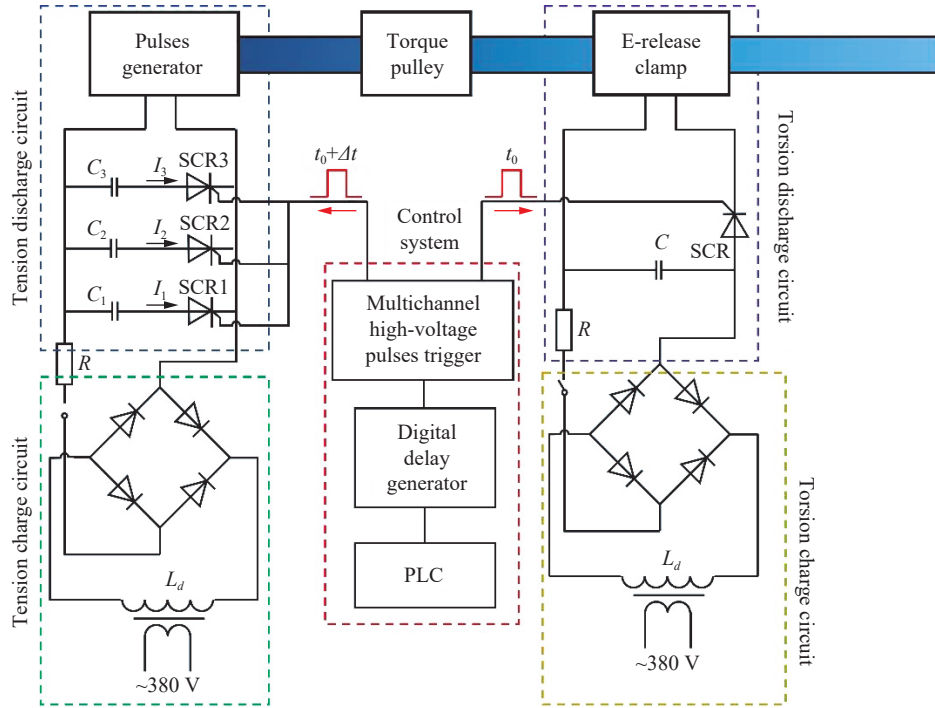 Pulses
generator
Torque
pulley
E-release
clamp
Tension discharge circuit
Torsion discharge circuit
C₃
I₃
SCR3
C₂
I₂
SCR2
C₁
I₁
SCR1
R
t₀+Δt
t₀
Control
system
Multichannel
high-voltage
pulses trigger
Digital
delay
generator
PLC
SCR
C
R
Tension charge circuit
L_d
~380 V
Torsion charge circuit
L_d
~380 V